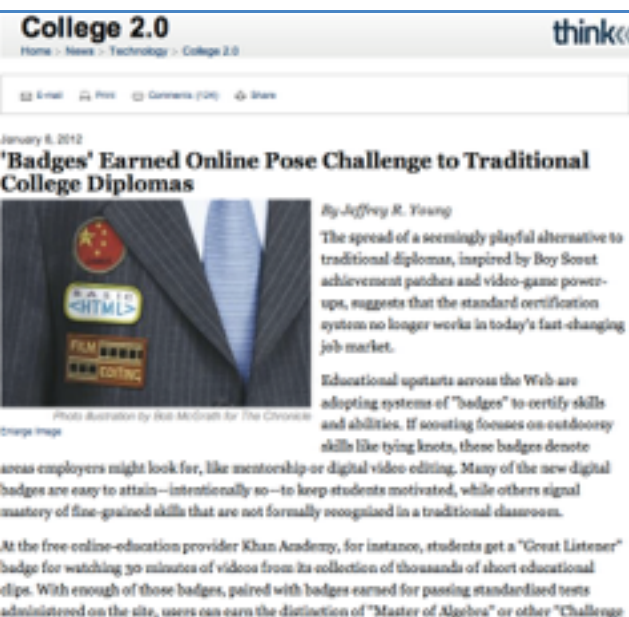 College 2.0
think
Home > News > Technology > College 2.0
E-mail Print Comments (124) Share
January 8, 2012
'Badges' Earned Online Pose Challenge to Traditional
College Diplomas
BASIC
<HTML>
FILM
EDITING
By Jeffrey R. Young
The spread of a seemingly playful alternative to
traditional diplomas, inspired by Boy Scout
achievement patches and video-game power-
ups, suggests that the standard certification
system no longer works in today's fast-changing
job market.
Photo illustration by Bob McGrath for The Chronicle
Enlarge Image
Educational upstarts across the Web are
adopting systems of "badges" to certify skills
and abilities. If scouting focuses on outdoorsy
skills like tying knots, these badges denote
areas employers might look for, like mentorship or digital video editing. Many of the new digital
badges are easy to attain—intentionally so—to keep students motivated, while others signal
mastery of fine-grained skills that are not formally recognized in a traditional classroom.
At the free online-education provider Khan Academy, for instance, students get a "Great Listener"
badge for watching 30 minutes of videos from its collection of thousands of short educational
clips. With enough of those badges, paired with badges earned for passing standardized tests
administered on the site, users can earn the distinction of "Master of Algebra" or other "Challenge